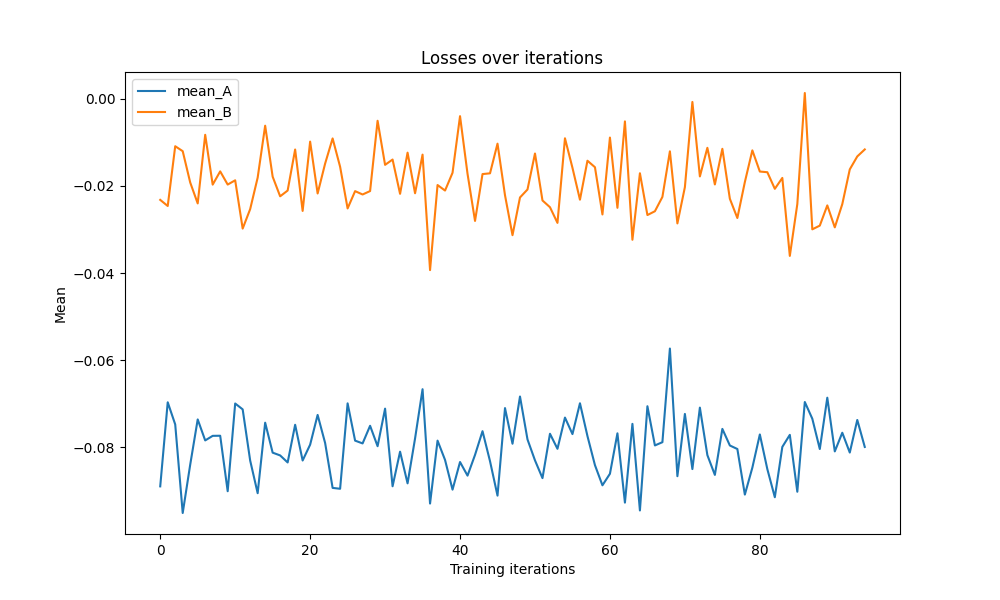 Losses over iterations
mean_A
mean_B
0.00
−0.02
−0.04
−0.06
−0.08
Mean
0 20 40 60 80
Training iterations